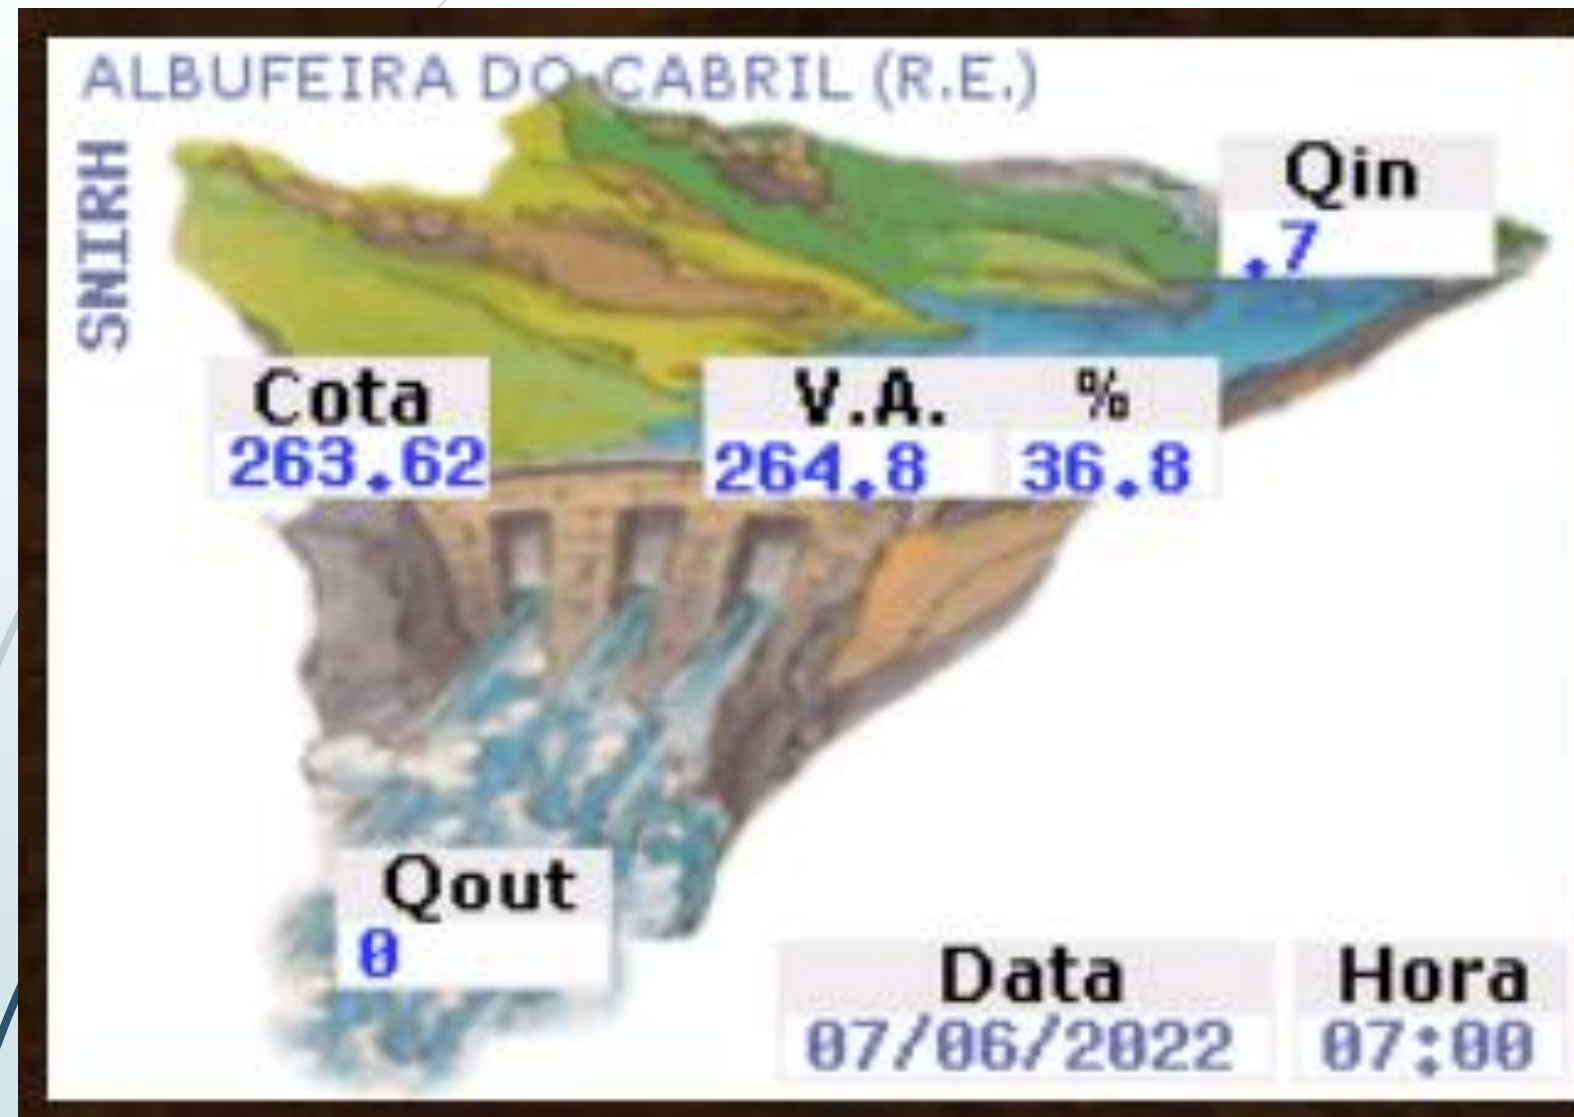 ALBUFEIRA DO CABRIL (R.E.)
SNIRH
Qin
.7
Cota
263.62
V.A. %
264.8 36.8
Qout
0
Data Hora
07/06/2022 07:00